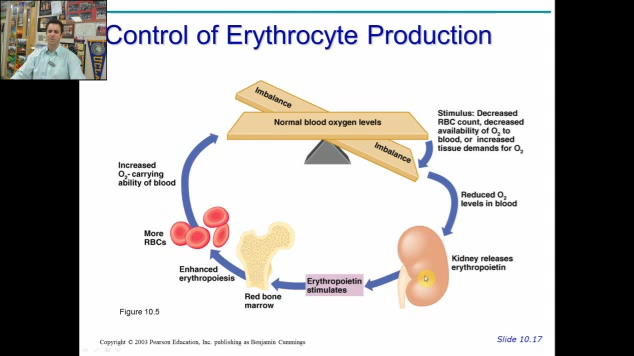 Control of Erythrocyte Production
Imbalance
Normal blood oxygen levels
Imbalance
Stimulus: Decreased
RBC count, decreased
availability of O2 to
blood, or increased
tissue demands for O2
Reduced O2
levels in blood
Kidney releases
erythropoietin
Erythropoietin
stimulates
Red bone
marrow
Enhanced
erythropoiesis
More
RBCs
Increased
O2- carrying
ability of blood
Figure 10.5
Copyright © 2003 Pearson Education, Inc. publishing as Benjamin Cummings
Slide 10.17